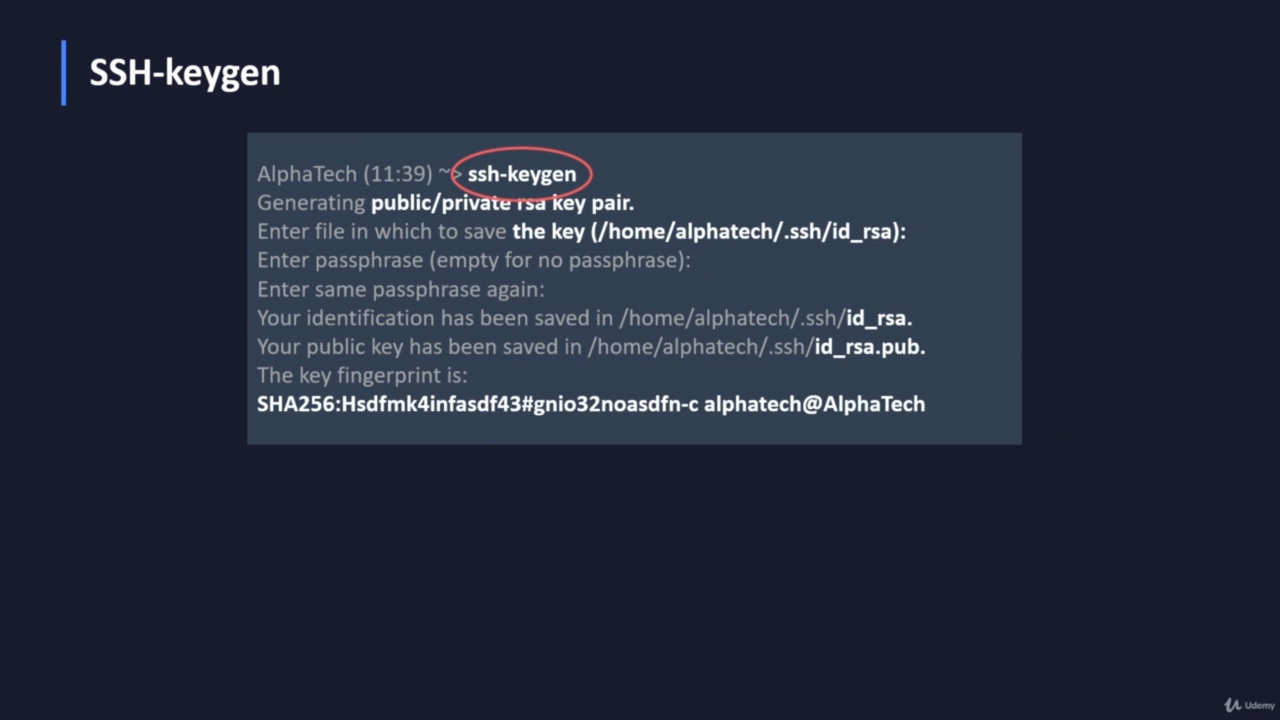 SSH-keygen
AlphaTech (11:39) ~> ssh-keygen
Generating public/private rsa key pair.
Enter file in which to save the key (/home/alphatech/.ssh/id_rsa):
Enter passphrase (empty for no passphrase):
Enter same passphrase again:
Your identification has been saved in /home/alphatech/.ssh/id_rsa.
Your public key has been saved in /home/alphatech/.ssh/id_rsa.pub.
The key fingerprint is:
SHA256:Hsdfmk4infasdf43#gnio32noasdfn-c alphatech@AlphaTech
Udemy